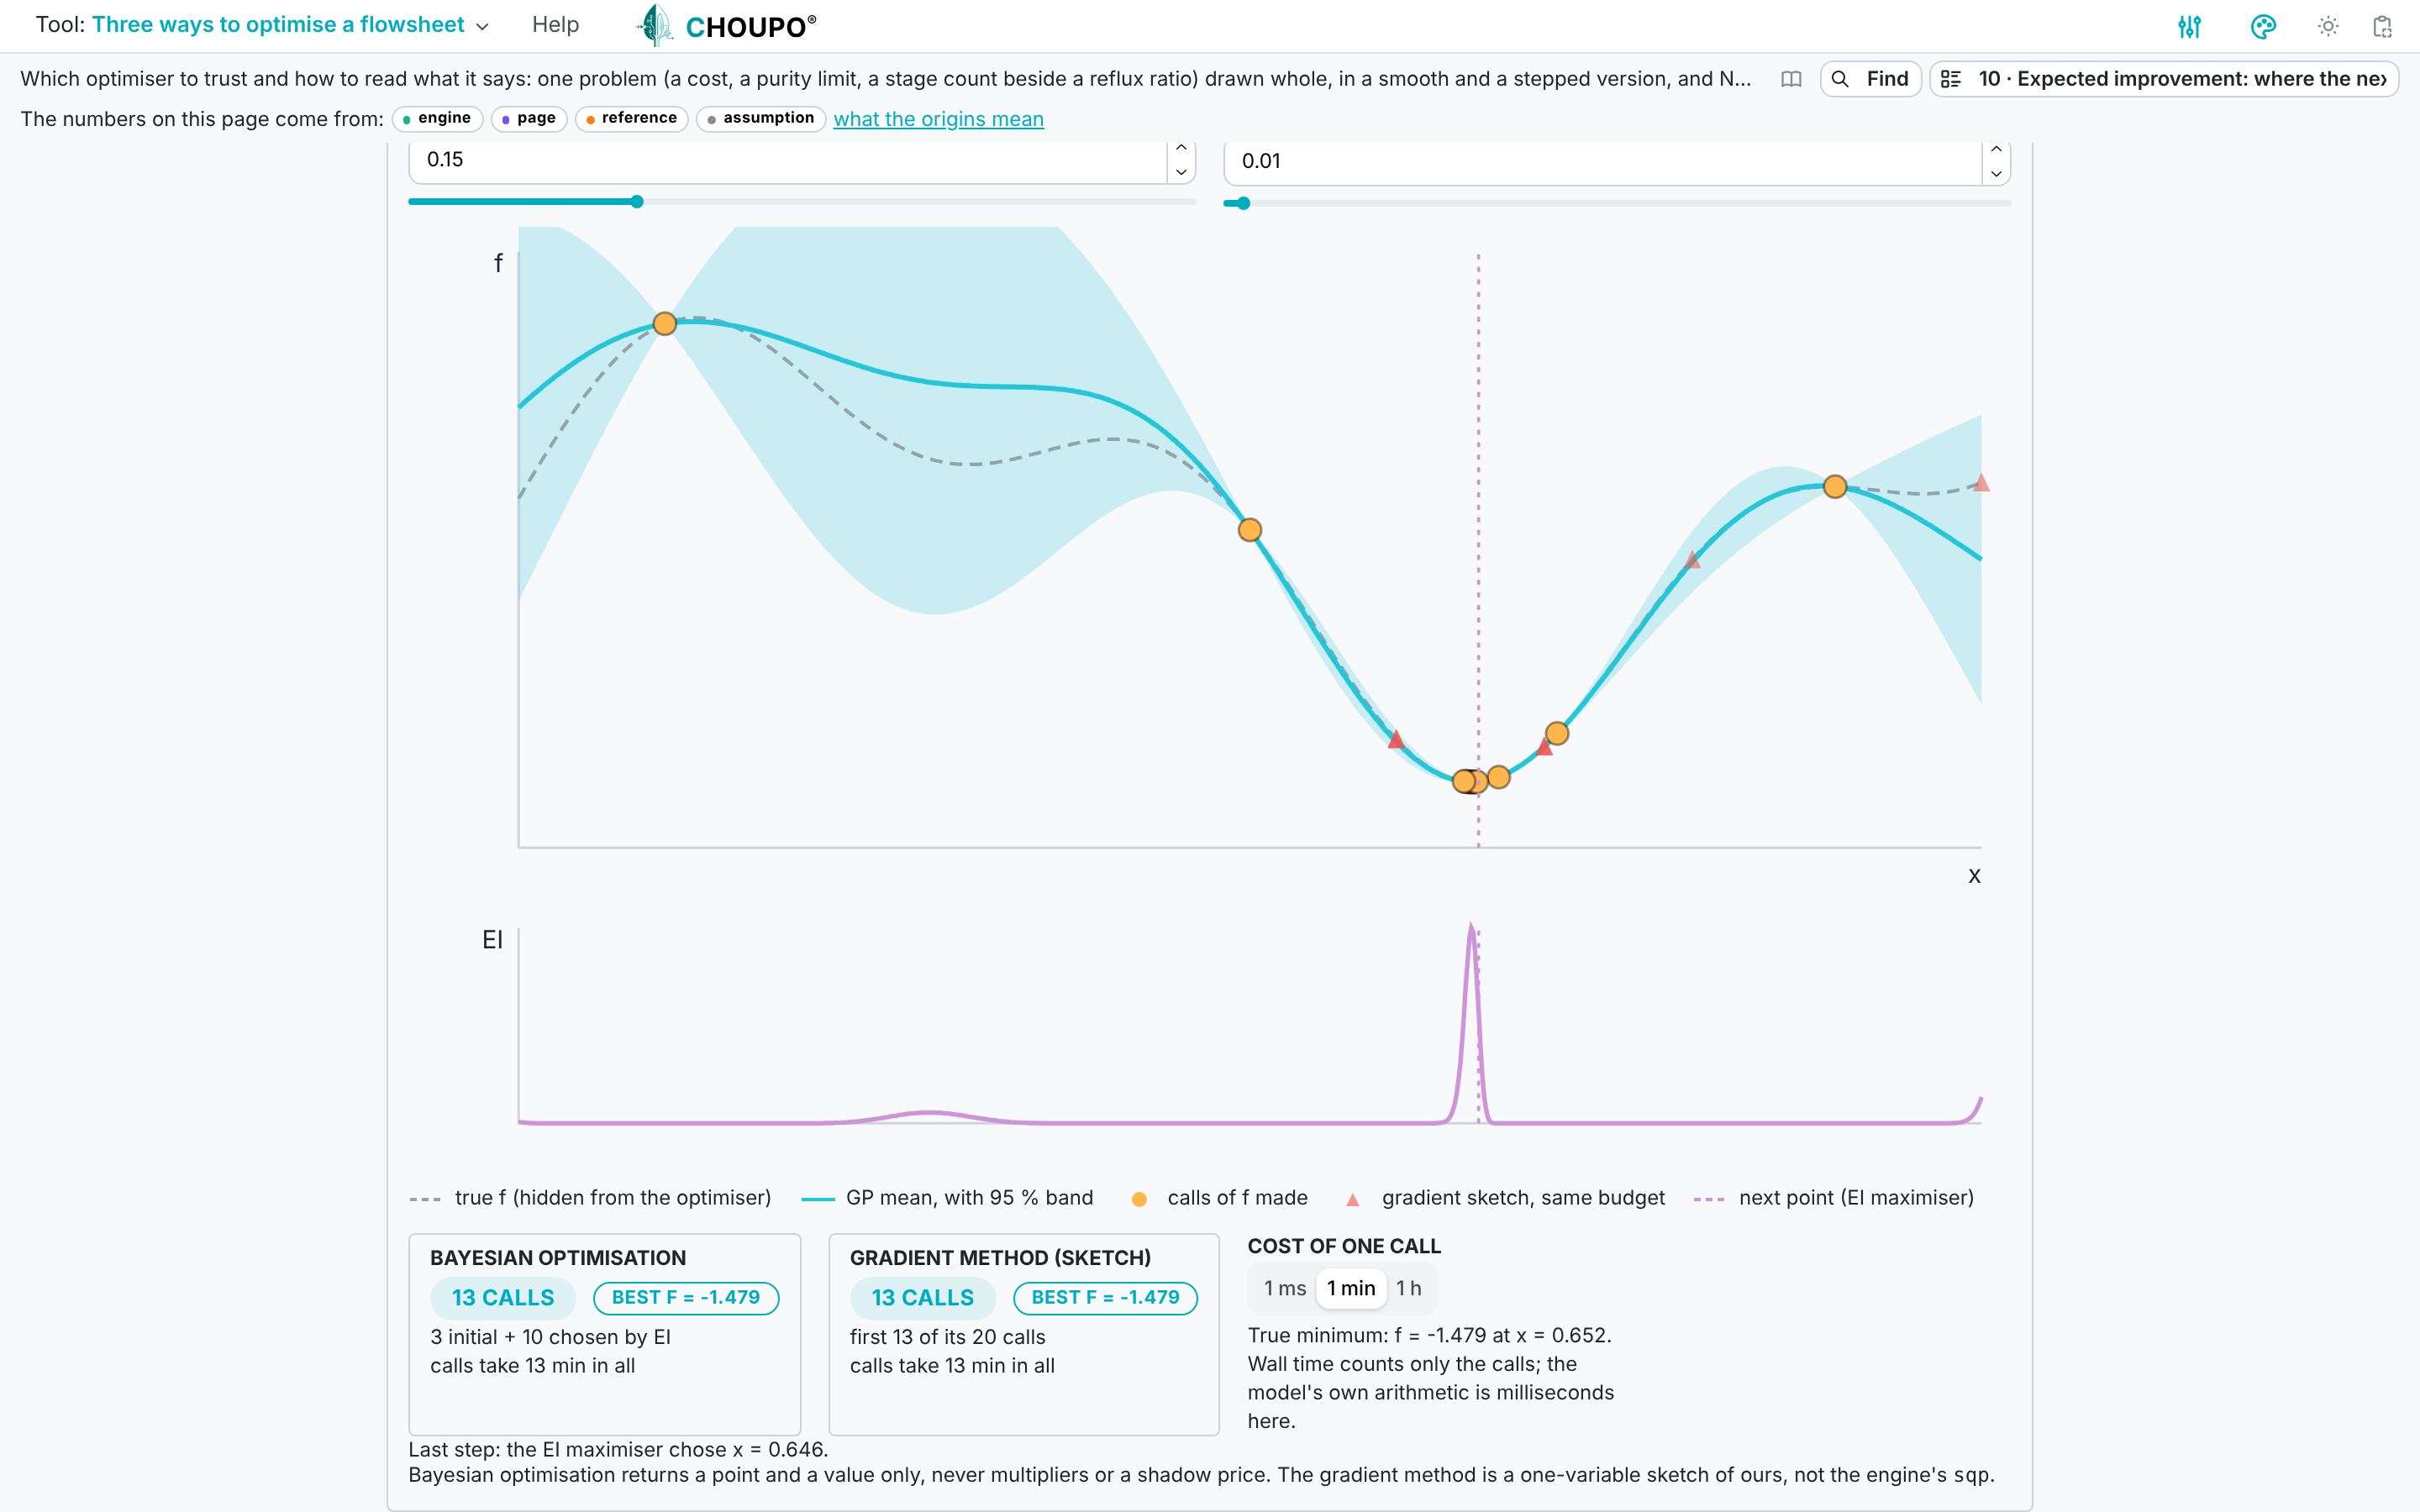 Tool: Three ways to optimise a flowsheet Help CHOUPO®
Which optimiser to trust and how to read what it says: one problem (a cost, a purity limit, a stage count beside a reflux ratio) drawn whole, in a smooth and a stepped version, and N... Find 10 · Expected improvement: where the nex
The numbers on this page come from: engine page reference assumption what the origins mean
0.15 0.01
f
x
EI
true f (hidden from the optimiser) GP mean, with 95 % band calls of f made gradient sketch, same budget next point (EI maximiser)
BAYESIAN OPTIMISATION
13 CALLS BEST F = -1.479
3 initial + 10 chosen by EI
calls take 13 min in all
GRADIENT METHOD (SKETCH)
13 CALLS BEST F = -1.479
first 13 of its 20 calls
calls take 13 min in all
COST OF ONE CALL
1 ms 1 min 1 h
True minimum: f = -1.479 at x = 0.652.
Wall time counts only the calls; the
model's own arithmetic is milliseconds
here.
Last step: the EI maximiser chose x = 0.646.
Bayesian optimisation returns a point and a value only, never multipliers or a shadow price. The gradient method is a one-variable sketch of ours, not the engine's sqp.